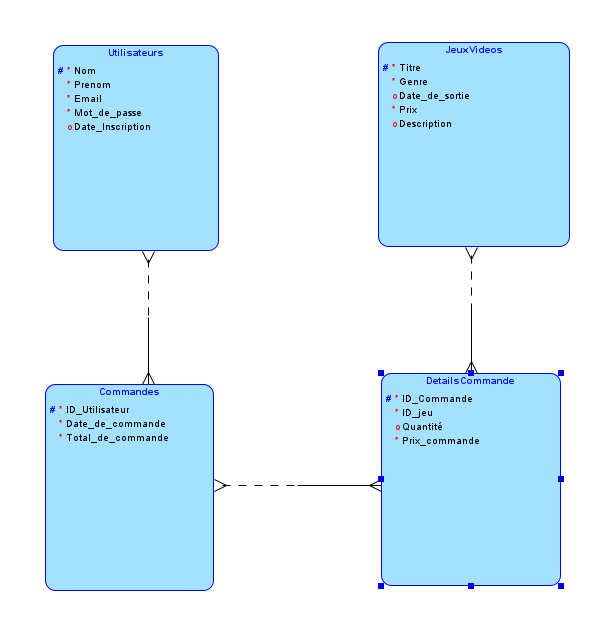 Utilisateurs
# * Nom
* Prenom
* Email
* Mot_de_passe
o Date_Inscription
JeuxVideos
# * Titre
* Genre
o Date_de_sortie
* Prix
o Description
Commandes
# * ID_Utilisateur
* Date_de_commande
* Total_de_commande
DetailsCommande
# * ID_Commande
* ID_jeu
o Quantité
* Prix_commande